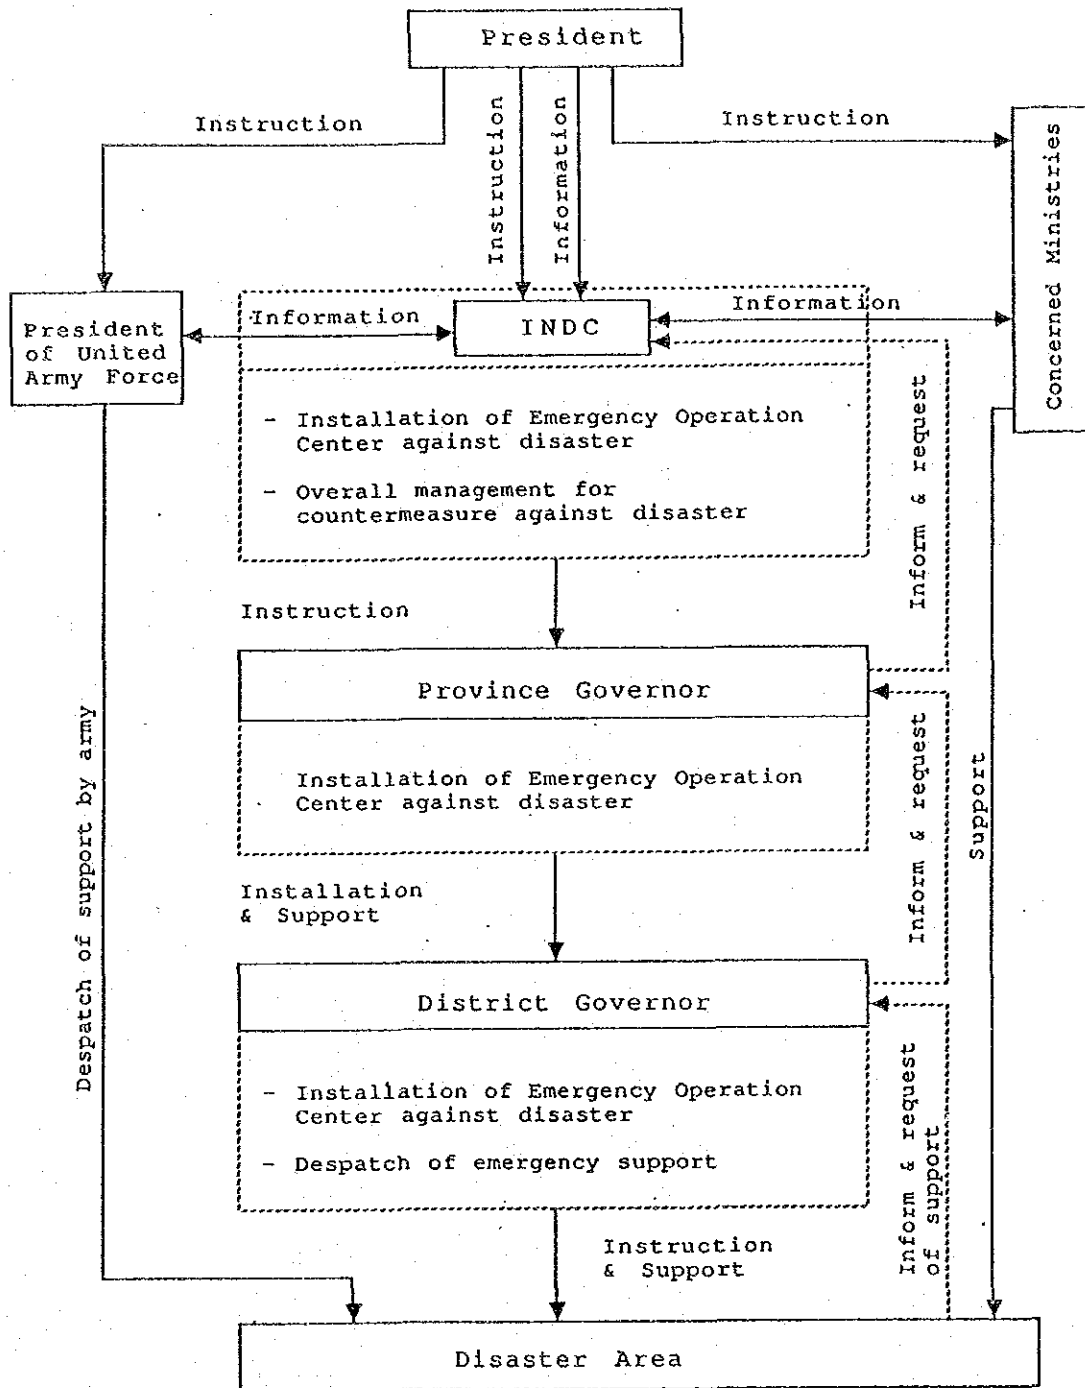 President
Instruction
Instruction
Instruction
Information
Concerned Ministries
President
of United
Army Force
Information
INDC
Information
- Installation of Emergency Operation
Center against disaster
- Overall management for
countermeasure against disaster
Inform & request
Instruction
Province Governor
Installation of Emergency Operation
Center against disaster
Inform & request
Support
Despatch of support by army
Installation
& Support
District Governor
- Installation of Emergency Operation
Center against disaster
- Despatch of emergency support
Inform & request
of support
Instruction
& Support
Disaster Area